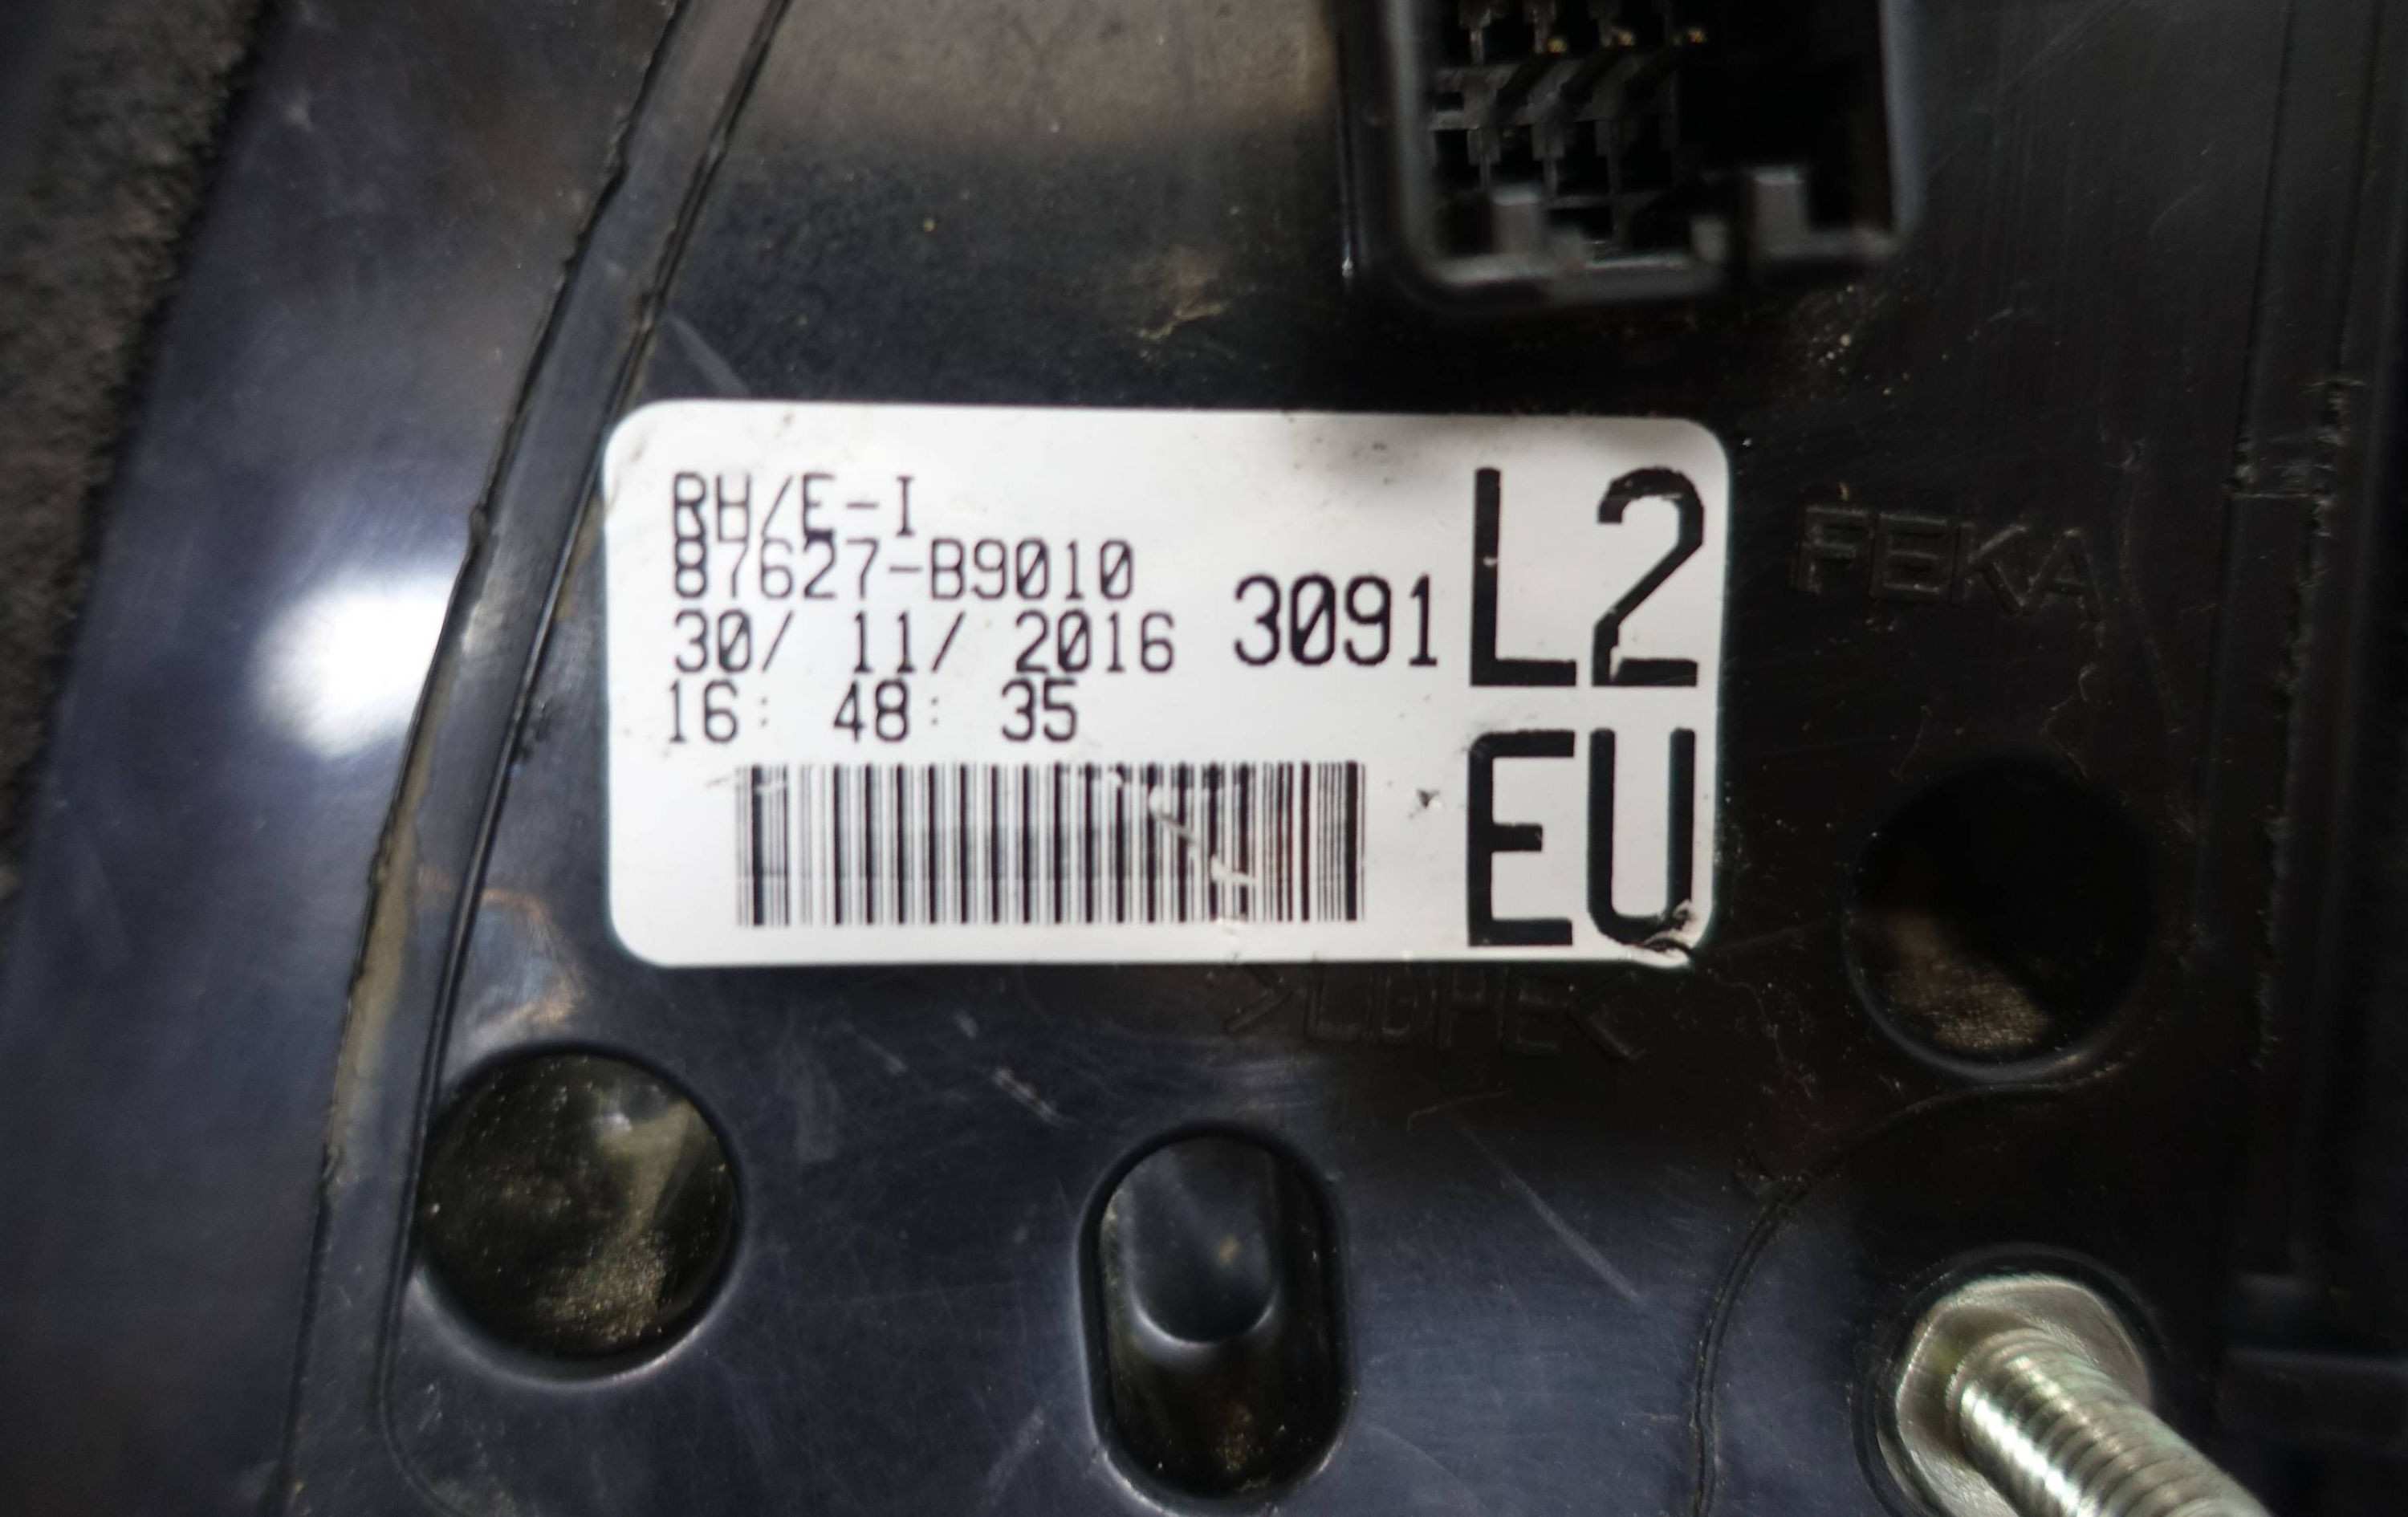 RH/E-I
87627-B9010
30/ 11/ 2016
3091
16: 48: 35
L2
EU
FEKA